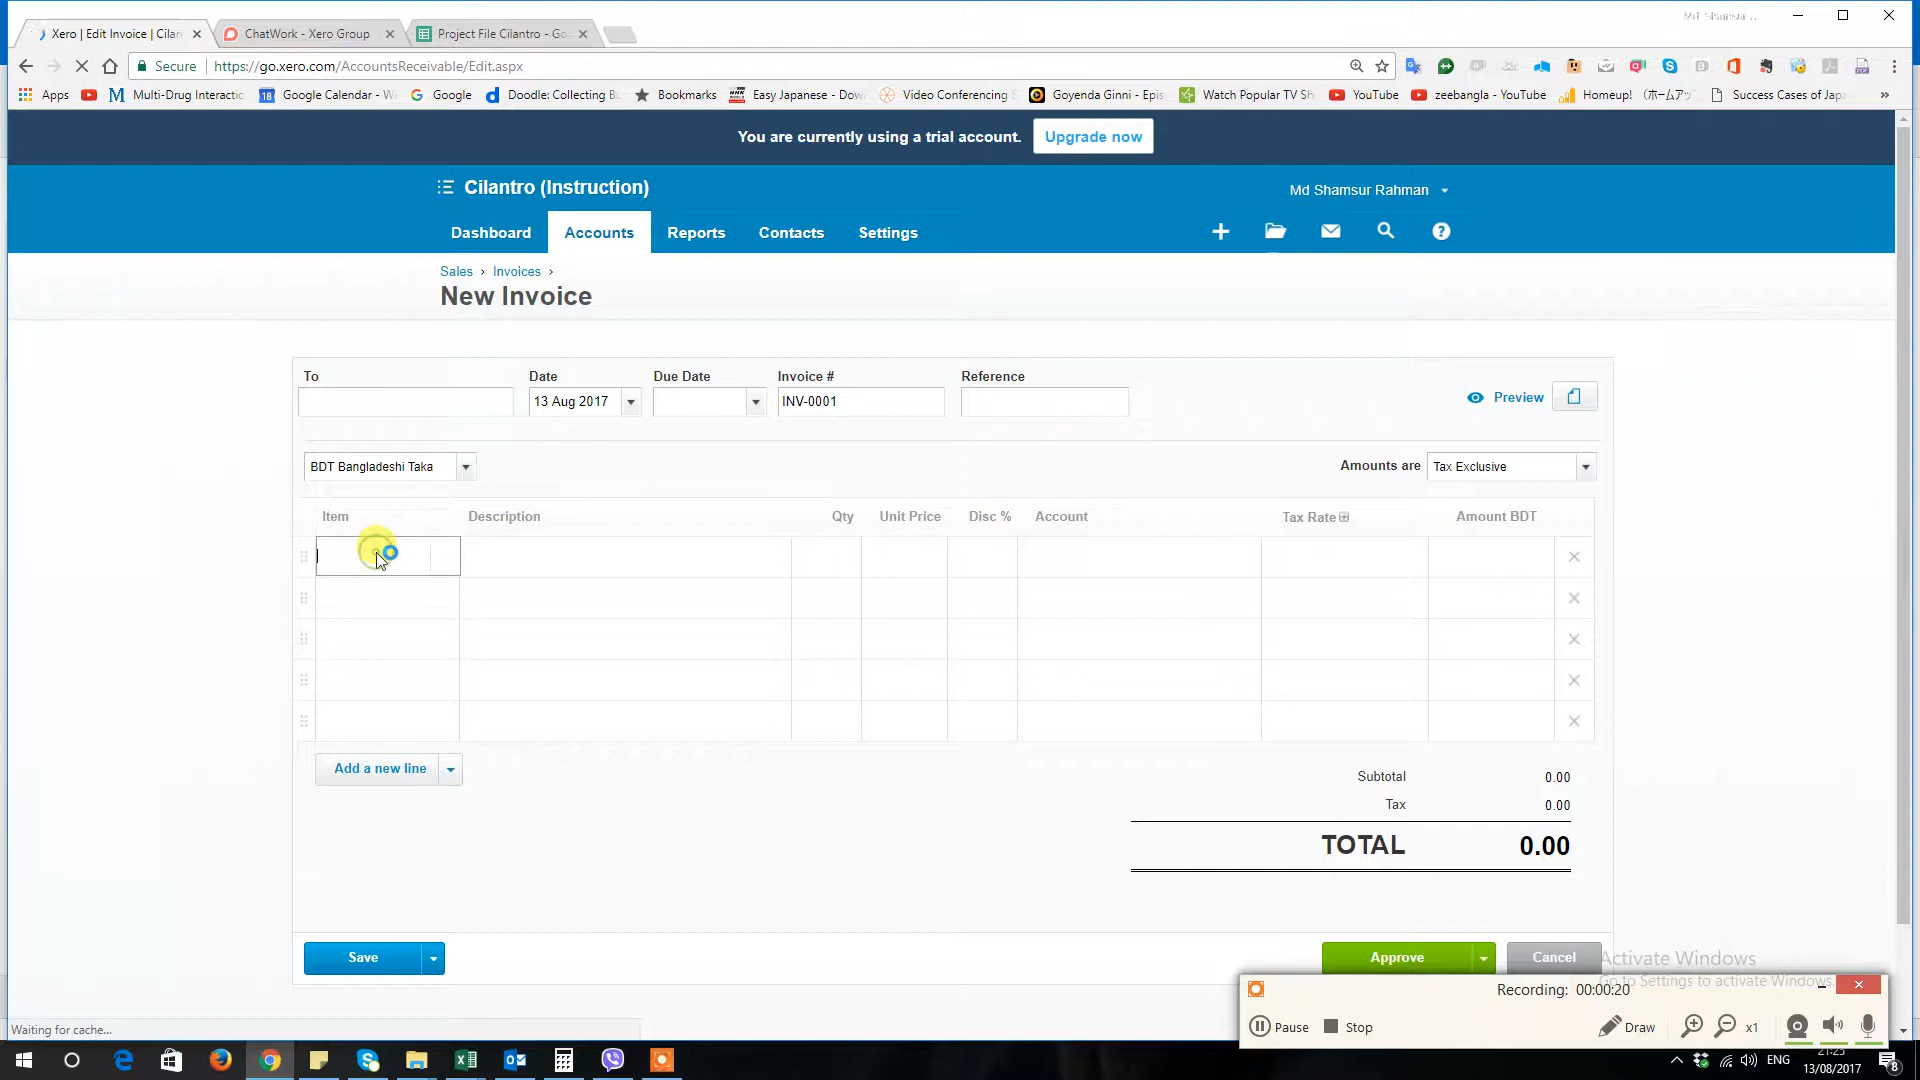 Md Shamsur ..
Xero | Edit Invoice | Cilan
ChatWork - Xero Group
Project File Cilantro - Go
Secure
https://go.xero.com/AccountsReceivable/Edit.aspx
Apps
Multi-Drug Interactic
Google Calendar - W
Google
Doodle: Collecting Bu
Bookmarks
Easy Japanese - Dow
Video Conferencing S
Goyenda Ginni - Epis
Watch Popular TV Sh
YouTube
zeebangla - YouTube
Homeup! (ホームアッ
Success Cases of Japa
»
You are currently using a trial account.
Upgrade now
Cilantro (Instruction)
Md Shamsur Rahman
Dashboard
Accounts
Reports
Contacts
Settings
Sales › Invoices ›
New Invoice
To
Date
Due Date
Invoice #
Reference
13 Aug 2017
INV-0001
Preview
BDT Bangladeshi Taka
Amounts are
Tax Exclusive
Item
Description
Qty
Unit Price
Disc %
Account
Tax Rate
Amount BDT
Add a new line
Subtotal
0.00
Tax
0.00
TOTAL
0.00
Save
Approve
Cancel
Activate Windows
Go to Settings to activate Windows.
Recording: 00:00:20
Pause
Stop
Draw
x1
Waiting for cache...
ENG
21:25
13/08/2017
8